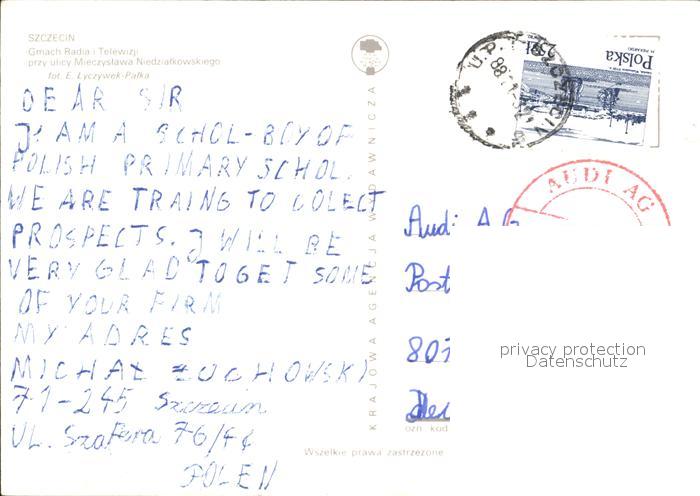 SZCZECIN
Gmach Radia i Telewizji
przy ulicy Mieczysława Niedziałkowskiego
fot. E. Łyczywek-Pałka
DEAR SIR
I AM A SCHOL-BOY OF
POLISH PRIMARY SCHOL.
WE ARE TRAING TO COLECT
PROSPECTS. I WILL BE
VERY GLAD TO GET SOME
OF YOUR FIRM
MY ADRES
MICHAŁ ŻUCHOWSKI
71-245 Szczecin
UL. Szafera 76/
POLEN
KRAJOWA AGENCJA WYDAWNICZA
Polska
AUDI AG
Audi AG
Post
80
privacy protection
Datenschutz
ozn. kod
Wszelkie prawa zastrzeżone